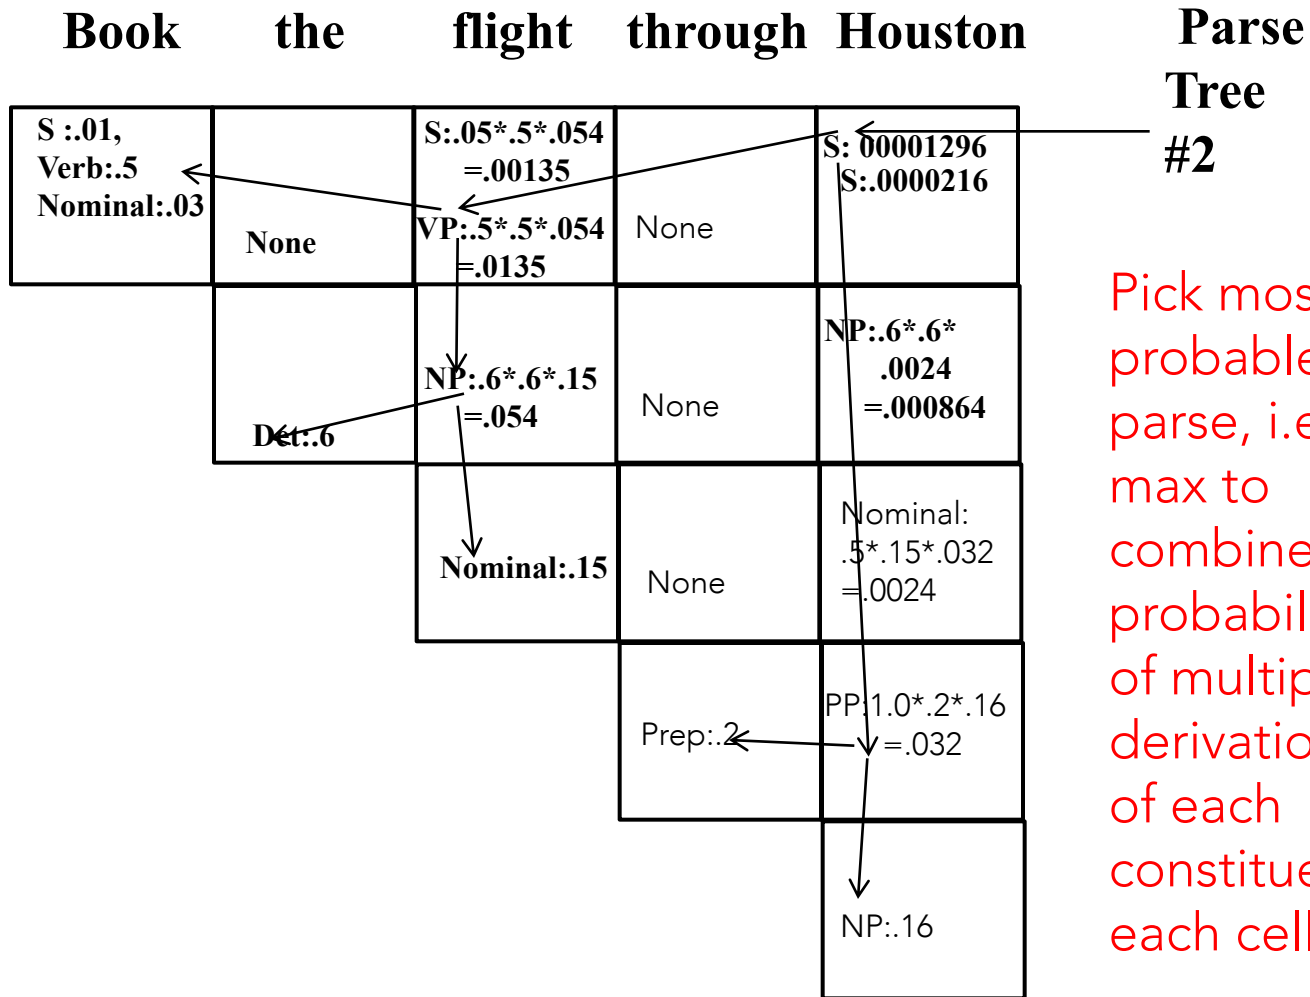 Book the flight through Houston
Parse
Tree
#2
S :.01,
Verb:.5
Nominal:.03
None
S:.05*.5*.054
=.00135
VP:.5*.5*.054
=.0135
None
S: 00001296
S:.0000216
Det:.6
NP:.6*.6*.15
=.054
None
NP:.6*.6*
.0024
=.000864
Nominal:.15
None
Nominal:
.5*.15*.032
=.0024
Prep:.2
PP:1.0*.2*.16
=.032
NP:.16
Pick mos
probable
parse, i.e
max to
combine
probabil
of multip
derivatio
of each
constitue
each cell